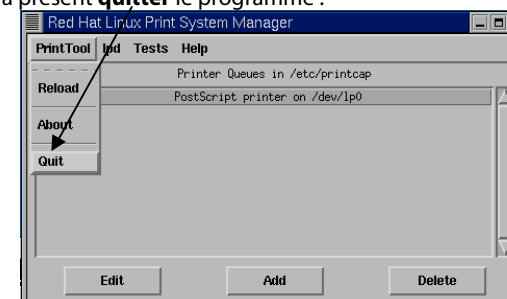 à présent quitter le programme :
Red Hat Linux Print System Manager
PrintTool lpd Tests Help
Printer Queues in /etc/printcap
Reload
PostScript printer on /dev/lp0
About
Quit
Edit Add Delete